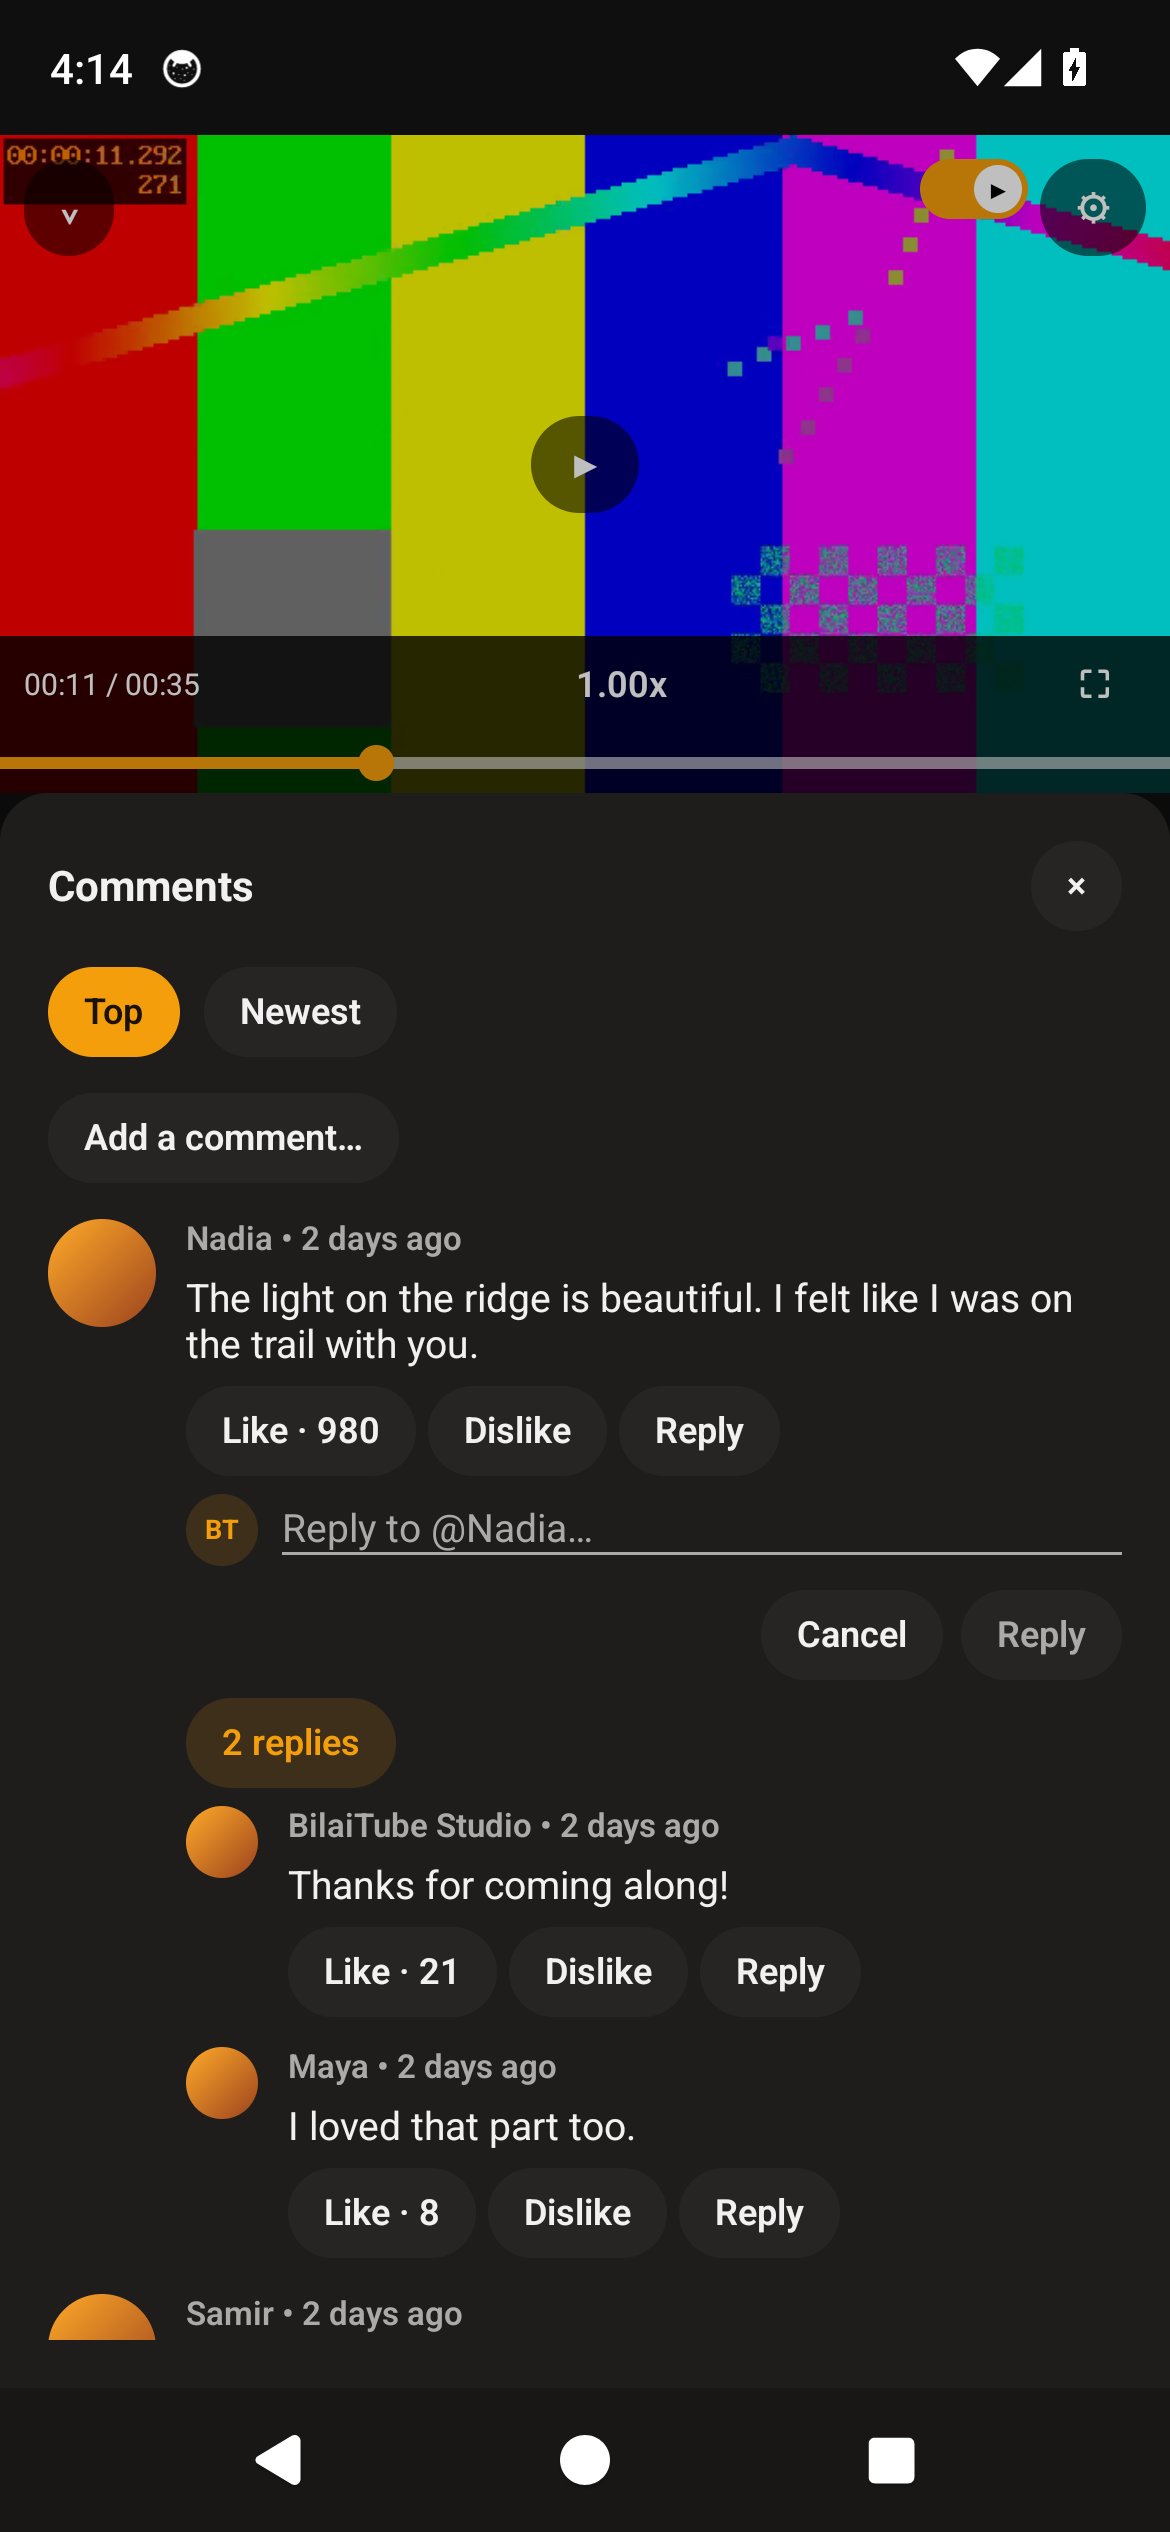 4:14
00:00:11.292
271
00:11 / 00:35
1.00x
Comments
Top
Newest
Add a comment…
Nadia • 2 days ago
The light on the ridge is beautiful. I felt like I was on
the trail with you.
Like · 980
Dislike
Reply
BT
Reply to @Nadia…
Cancel
Reply
2 replies
BilaiTube Studio • 2 days ago
Thanks for coming along!
Like · 21
Dislike
Reply
Maya • 2 days ago
I loved that part too.
Like · 8
Dislike
Reply
Samir • 2 days ago